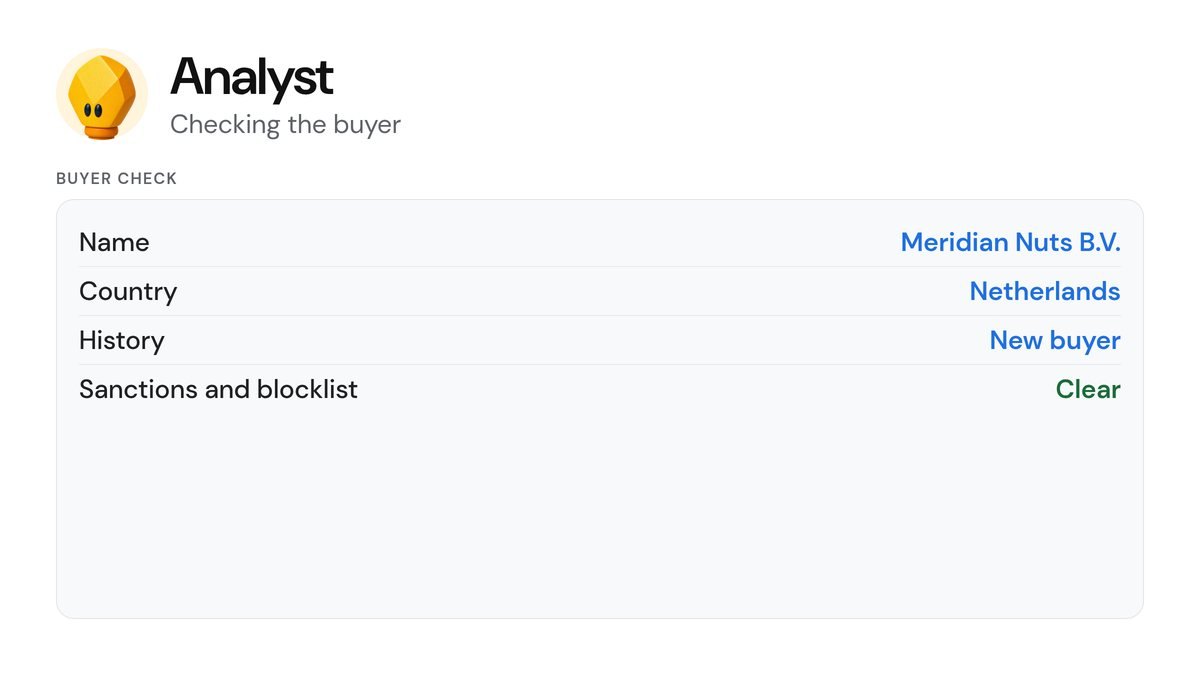 Analyst
Checking the buyer
BUYER CHECK
Name Meridian Nuts B.V.
Country Netherlands
History New buyer
Sanctions and blocklist Clear